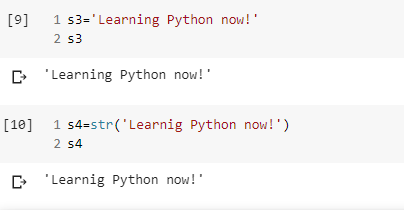 [9] 1 s3='Learning Python now!'
2 s3
'Learning Python now!'
[10] 1 s4=str('Learnig Python now!')
2 s4
'Learnig Python now!'